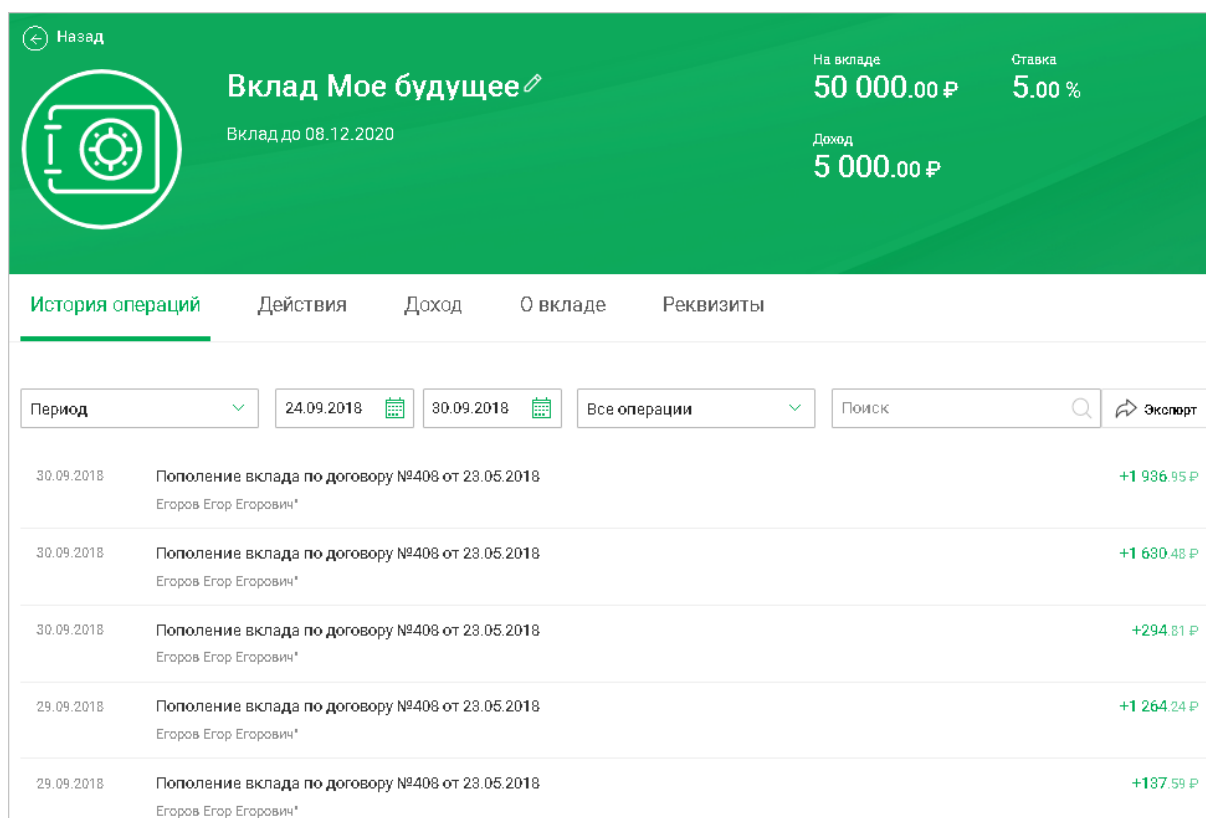 Назад
Вклад Мое будущее
Вклад до 08.12.2020
На вкладе
50 000.00 ₽
Ставка
5.00 %
Доход
5 000.00 ₽
История операций Действия Доход О вкладе Реквизиты
Период 24.09.2018 30.09.2018 Все операции Поиск Экспорт
30.09.2018 Пополение вклада по договору №408 от 23.05.2018 +1 936.95 ₽
Егоров Егор Егорович"
30.09.2018 Пополение вклада по договору №408 от 23.05.2018 +1 630.48 ₽
Егоров Егор Егорович"
30.09.2018 Пополение вклада по договору №408 от 23.05.2018 +294.81 ₽
Егоров Егор Егорович"
29.09.2018 Пополение вклада по договору №408 от 23.05.2018 +1 264.24 ₽
Егоров Егор Егорович"
29.09.2018 Пополение вклада по договору №408 от 23.05.2018 +137.59 ₽
Егоров Егор Егорович"